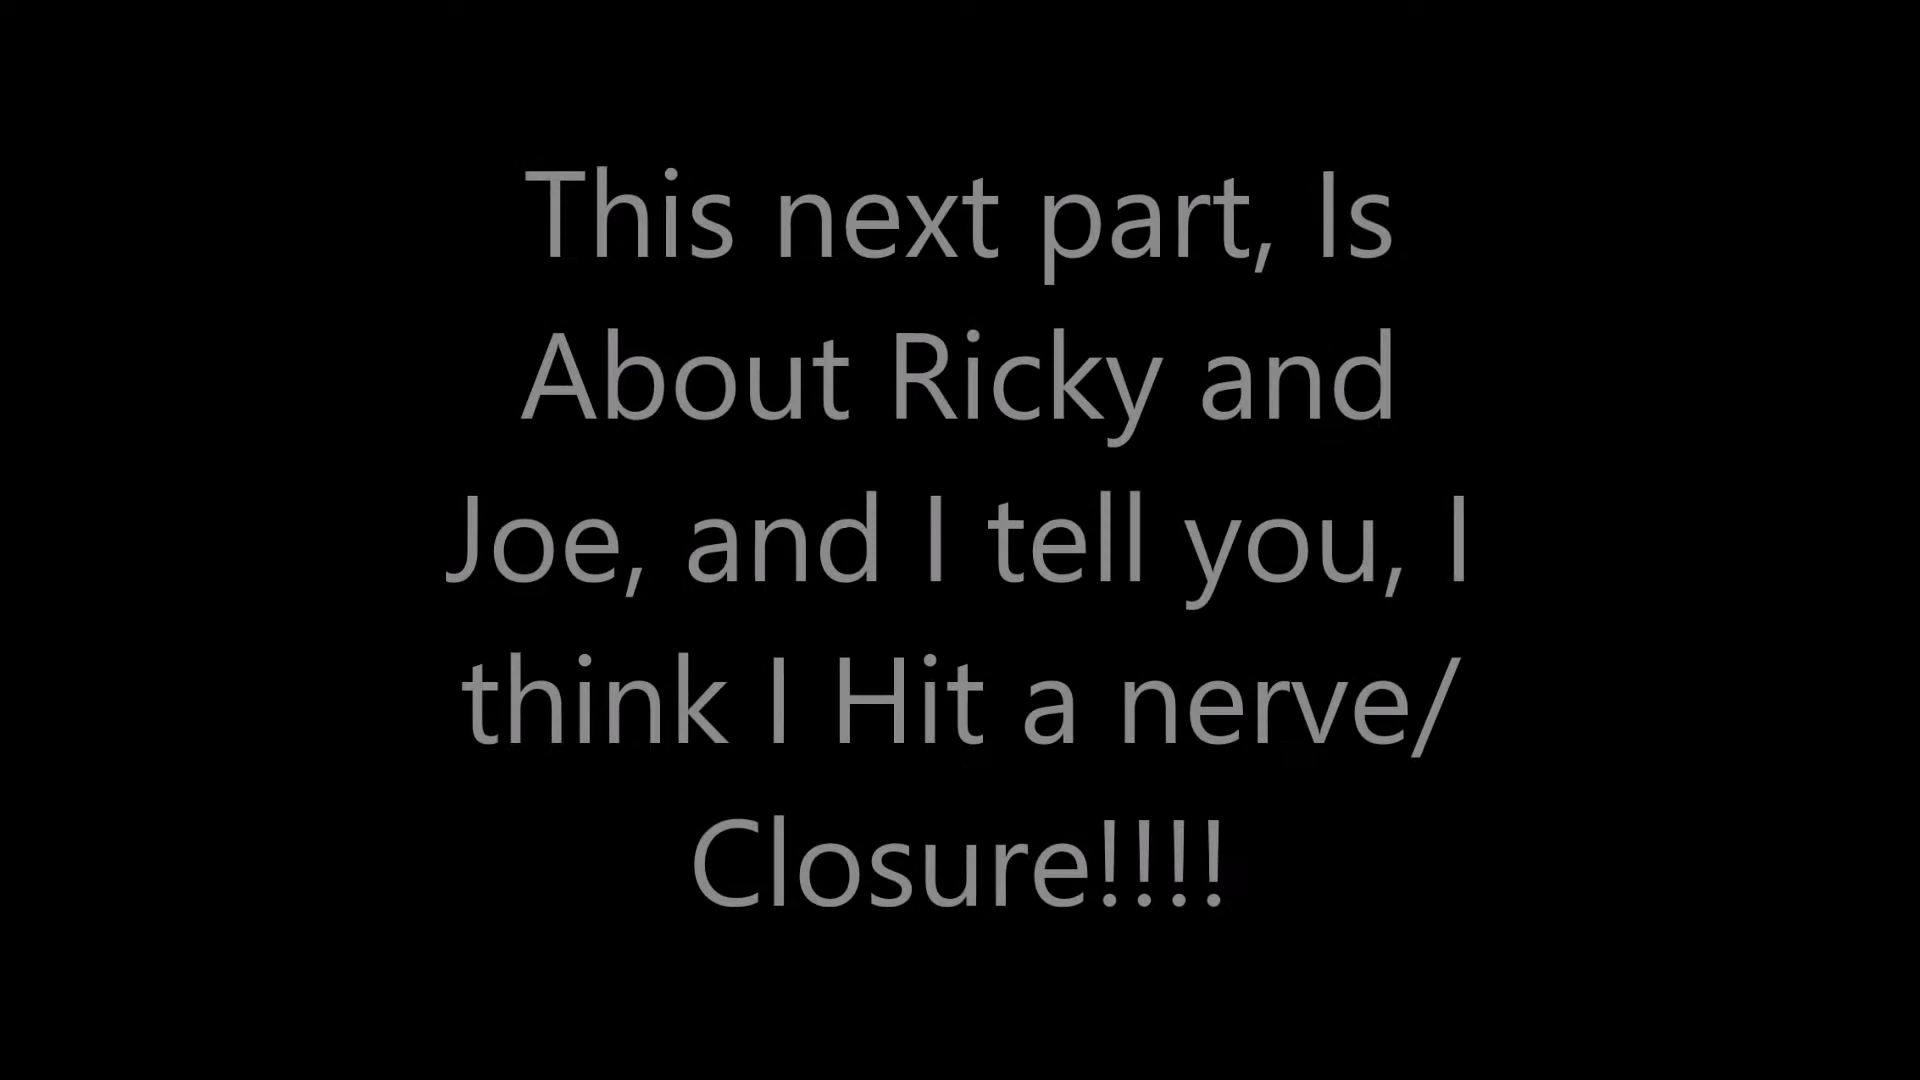 This next part, Is
About Ricky and
Joe, and I tell you, I
think I Hit a nerve/
Closure!!!!